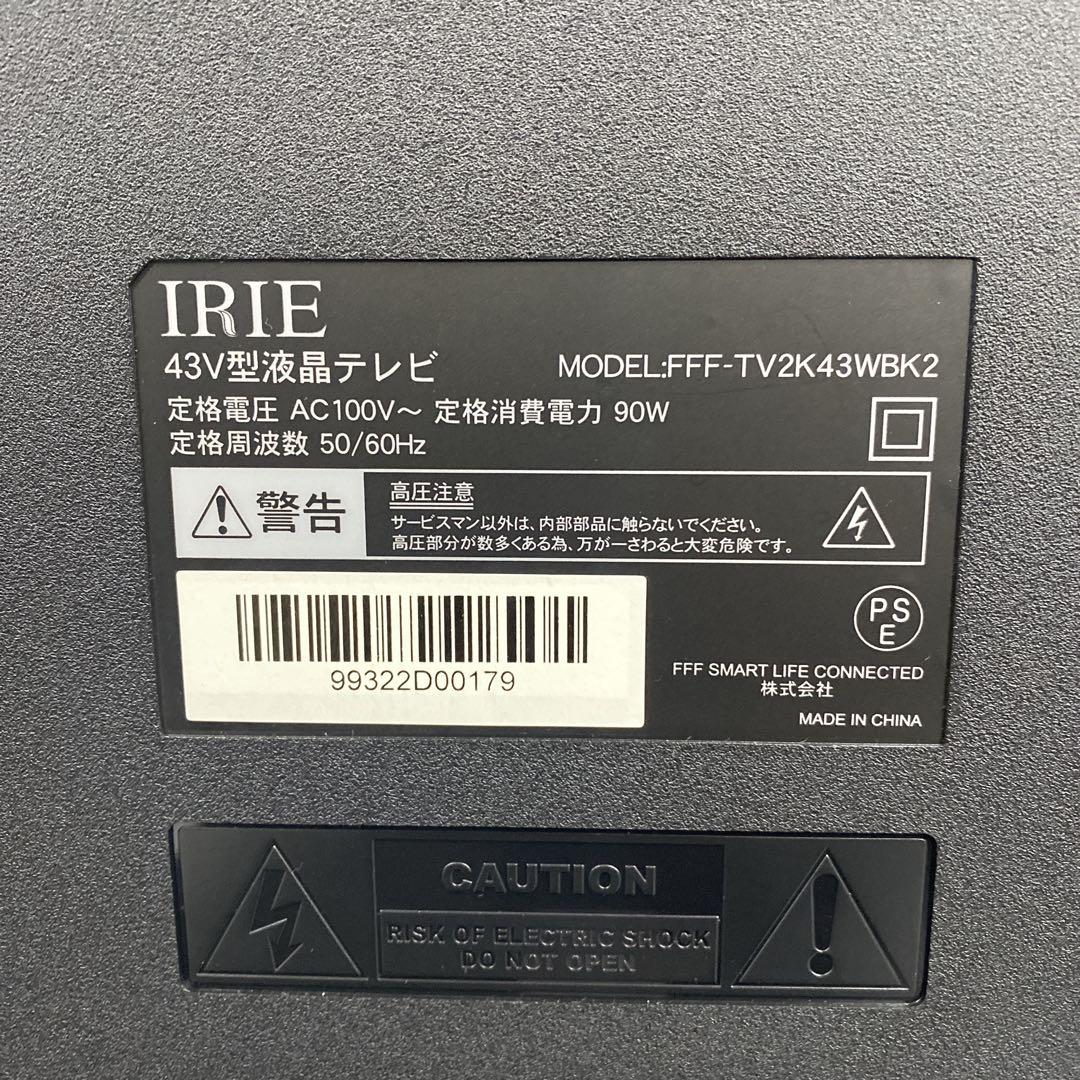 IRIE
43V型液晶テレビ MODEL:FFF-TV2K43WBK2
定格電圧 AC100V～ 定格消費電力 90W
定格周波数 50/60Hz
警告
高圧注意
サービスマン以外は、内部部品に触らないでください。
高圧部分が数多くある為、万が一さわると大変危険です。
99322D00179
PS
E
FFF SMART LIFE CONNECTED
株式会社
MADE IN CHINA
CAUTION
RISK OF ELECTRIC SHOCK
DO NOT OPEN